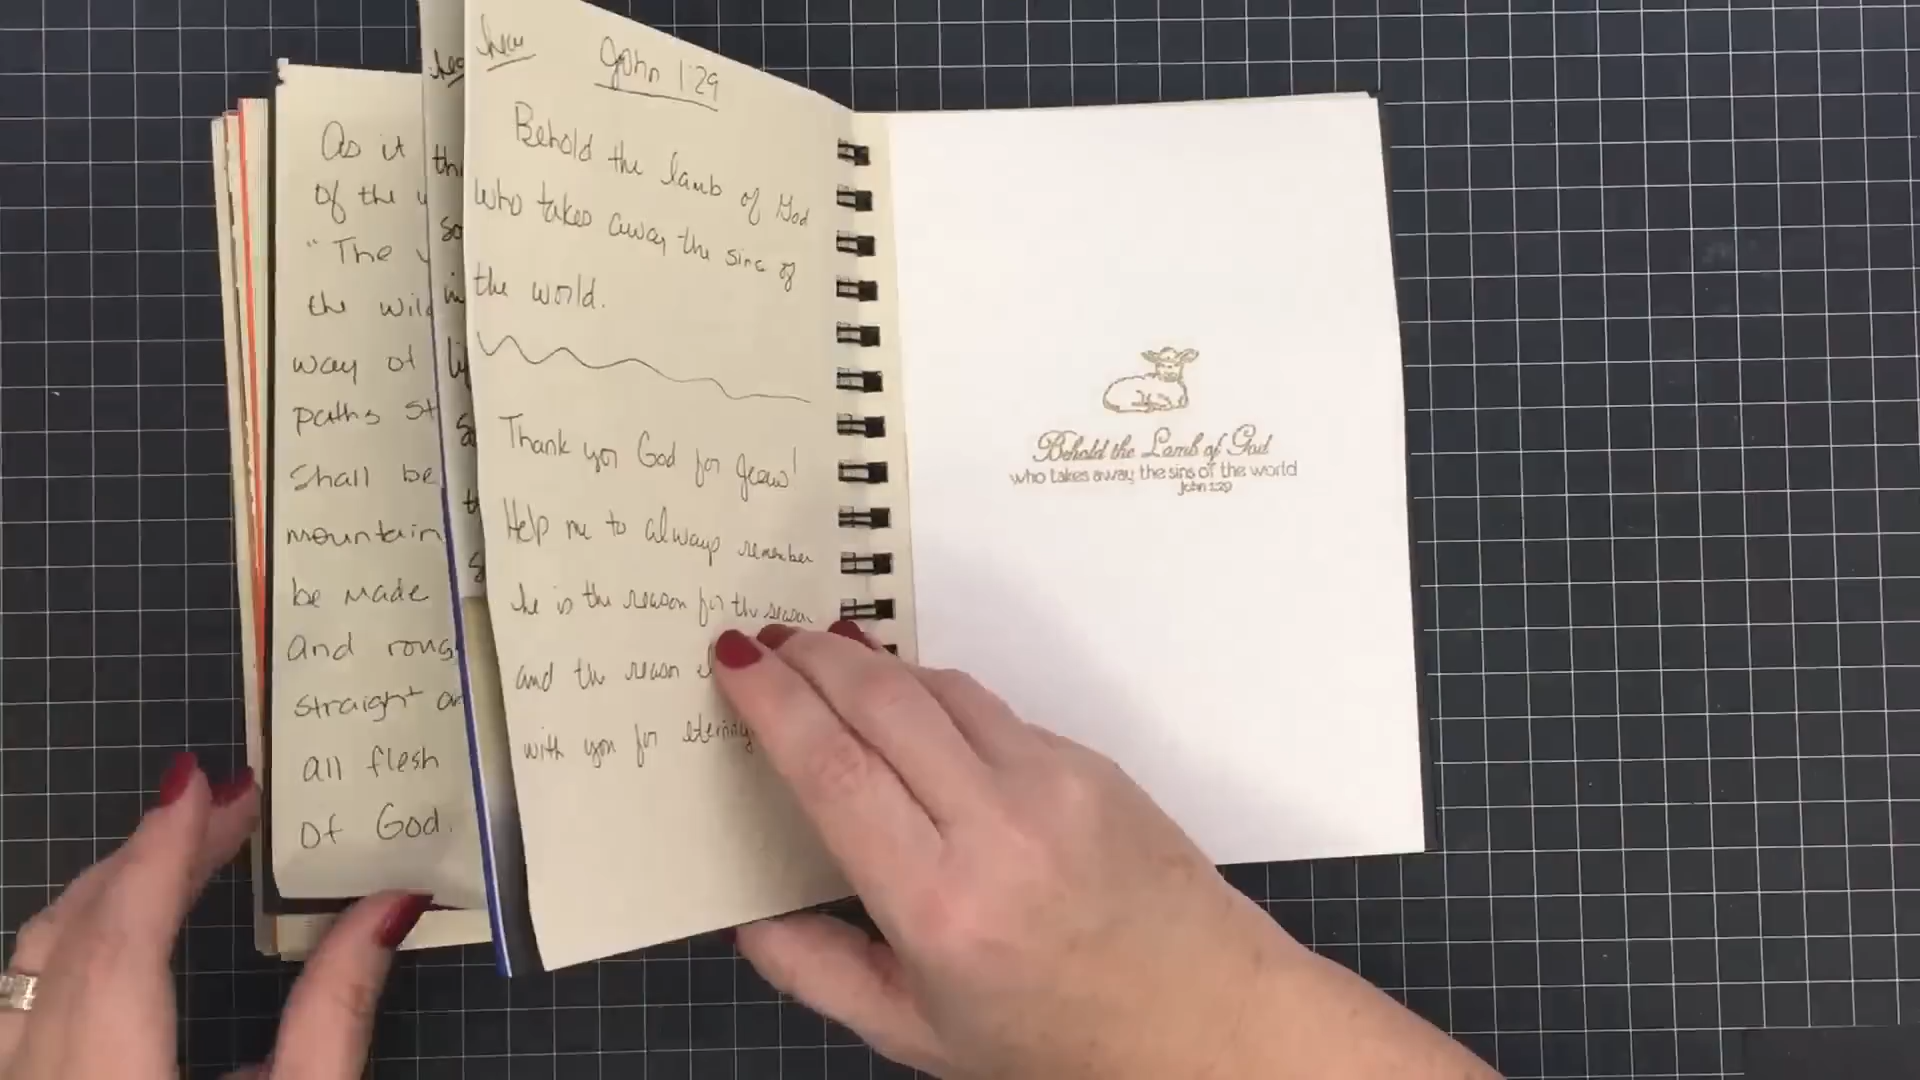 As it
of the
"The
the wild
way of
paths st
Shall be
mountain
be made
and roug
straight an
all flesh
of God.
th
so
in
John 1:29
Behold the lamb of God
who takes away the sins of
the world.
Thank you God for Jesus!
Help me to always remember
he is the reason for the season
and the reason
with you for eternity
Behold the Lamb of God
who takes away the sins of the world
John 1:29